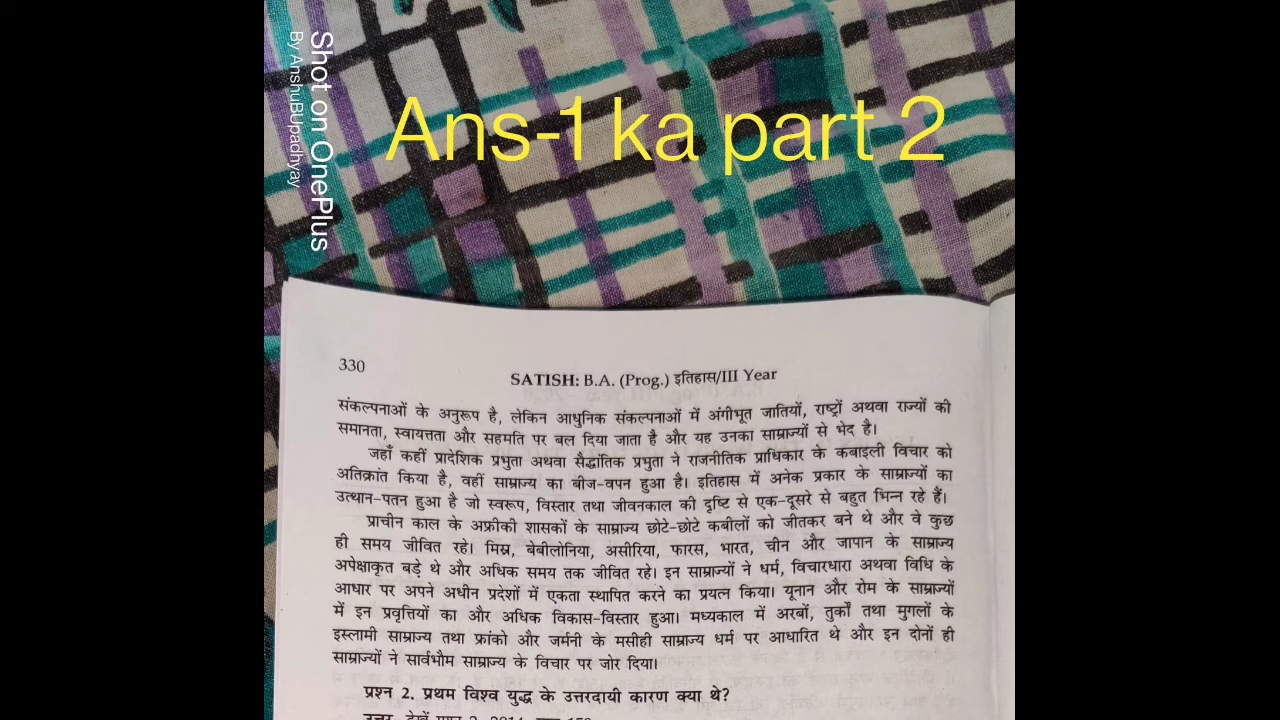 Shot on OnePlus
By AnshuBUpadhyay
Ans-1 ka part 2
330
SATISH: B.A. (Prog.) इतिहास/III Year
संकल्पनाओं के अनुरूप है, लेकिन आधुनिक संकल्पनाओं में अंगीभूत जातियों, राष्ट्रों अथवा राज्यों की
समानता, स्वायत्तता और सहमति पर बल दिया जाता है और यह उनका साम्राज्यों से भेद है।
जहाँ कहीं प्रादेशिक प्रभुता अथवा सैद्धांतिक प्रभुता ने राजनीतिक प्राधिकार के कबाइली विचार को
अतिक्रांत किया है, वहीं साम्राज्य का बीज-वपन हुआ है। इतिहास में अनेक प्रकार के साम्राज्यों का
उत्थान-पतन हुआ है जो स्वरूप, विस्तार तथा जीवनकाल की दृष्टि से एक-दूसरे से बहुत भिन्न रहे हैं।
प्राचीन काल के अफ्रीकी शासकों के साम्राज्य छोटे-छोटे कबीलों को जीतकर बने थे और वे कुछ
ही समय जीवित रहे। मिस्र, बेबीलोनिया, असीरिया, फारस, भारत, चीन और जापान के साम्राज्य
अपेक्षाकृत बड़े थे और अधिक समय तक जीवित रहे। इन साम्राज्यों ने धर्म, विचारधारा अथवा विधि के
आधार पर अपने अधीन प्रदेशों में एकता स्थापित करने का प्रयत्न किया। यूनान और रोम के साम्राज्यों
में इन प्रवृत्तियों का और अधिक विकास-विस्तार हुआ। मध्यकाल में अरबों, तुर्कों तथा मुगलों के
इस्लामी साम्राज्य तथा फ्रांको और जर्मनी के मसीही साम्राज्य धर्म पर आधारित थे और इन दोनों ही
साम्राज्यों ने सार्वभौम साम्राज्य के विचार पर जोर दिया।
प्रश्न 2. प्रथम विश्व युद्ध के उत्तरदायी कारण क्या थे?